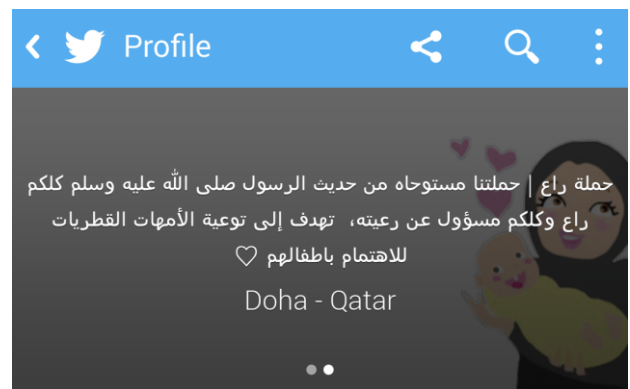 Profile
حملة راع | حملتنا مستوحاه من حديث الرسول صلى الله عليه وسلم كلكم
راع وكلكم مسؤول عن رعيته، تهدف إلى توعية الأمهات القطريات
للاهتمام باطفالهم ♡
Doha - Qatar